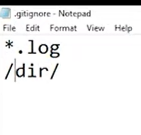 .gitignore - Notepad
File Edit Format View Help
*.log
/dir/